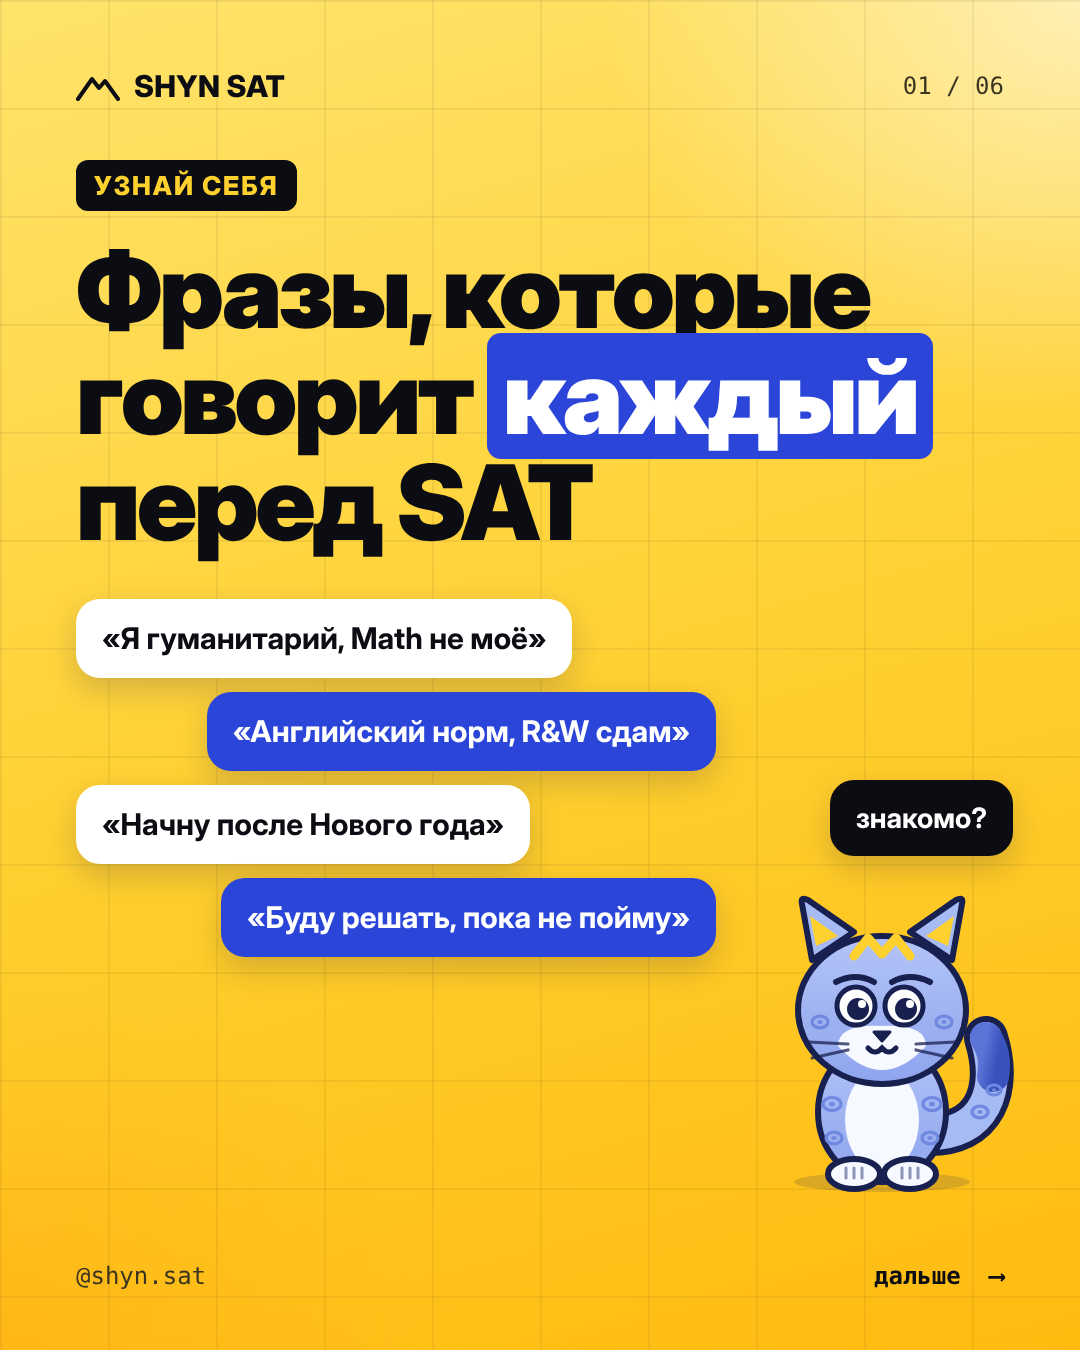 SHYN SAT
01 / 06
УЗНАЙ СЕБЯ
Фразы, которые
говорит каждый
перед SAT
«Я гуманитарий, Math не моё»
«Английский норм, R&W сдам»
«Начну после Нового года»
знакомо?
«Буду решать, пока не пойму»
@shyn.sat
дальше →